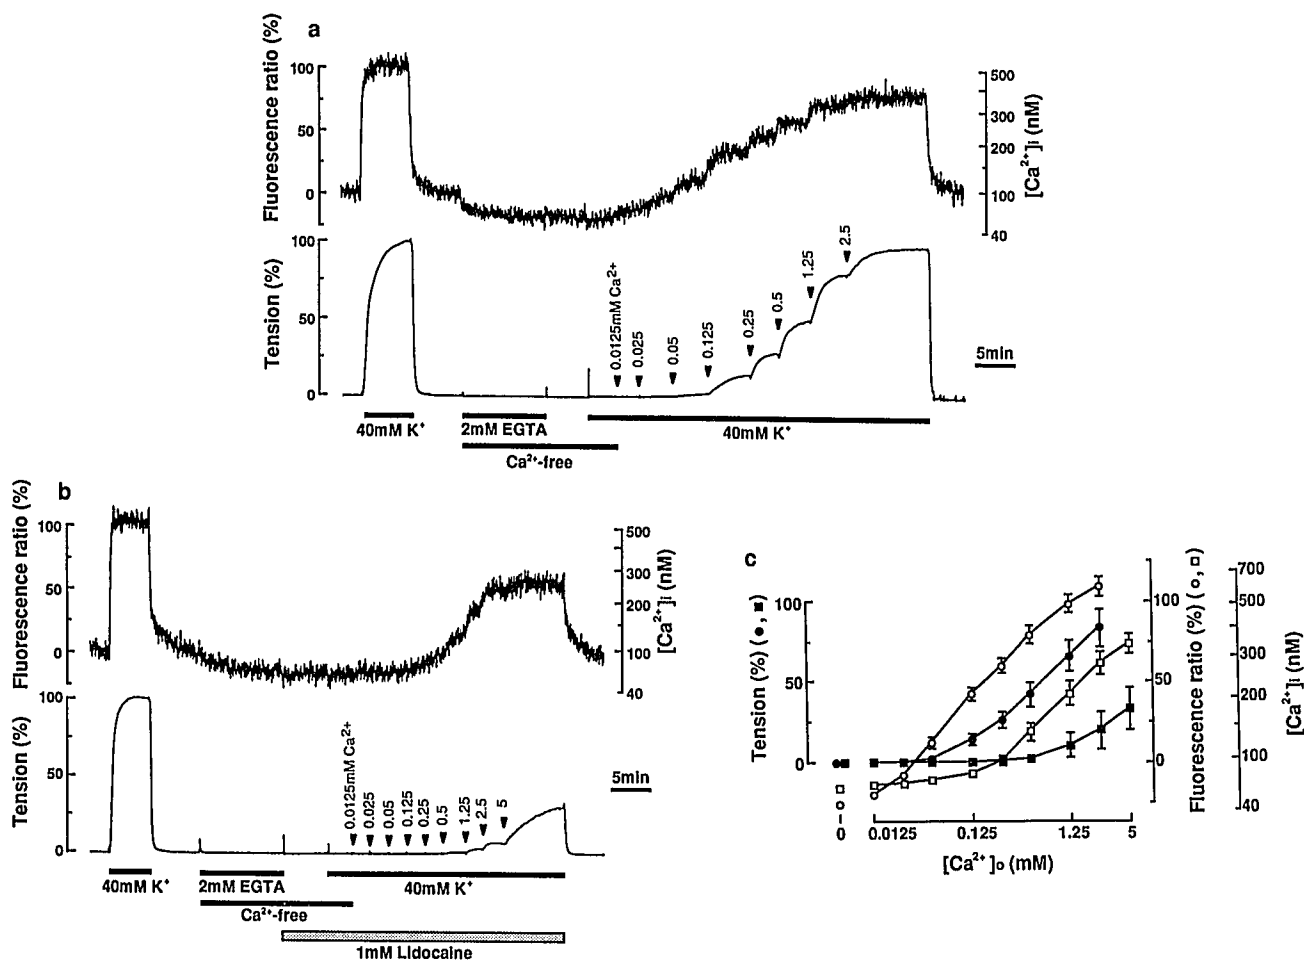 a
Fluorescence ratio (%)
100
50
0
500
300
200
100
40
[Ca²⁺]i (nM)
Tension (%)
100
50
0
0.0125mM Ca²⁺
0.025
0.05
0.125
0.25
0.5
1.25
2.5
5min
40mM K⁺
2mM EGTA
40mM K⁺
Ca²⁺-free
b
Fluorescence ratio (%)
100
50
0
500
300
200
100
40
[Ca²⁺]i (nM)
Tension (%)
100
50
0
0.0125mM Ca²⁺
0.025
0.05
0.125
0.25
0.5
1.25
2.5
5
5min
40mM K⁺
2mM EGTA
40mM K⁺
Ca²⁺-free
1mM Lidocaine
c
Tension (%) (●, ■)
100
50
0
100
50
0
Fluorescence ratio (%) (○, □)
700
500
300
200
100
40
[Ca²⁺]i (nM)
0 0.0125 0.125 1.25 5
[Ca²⁺]o (mM)